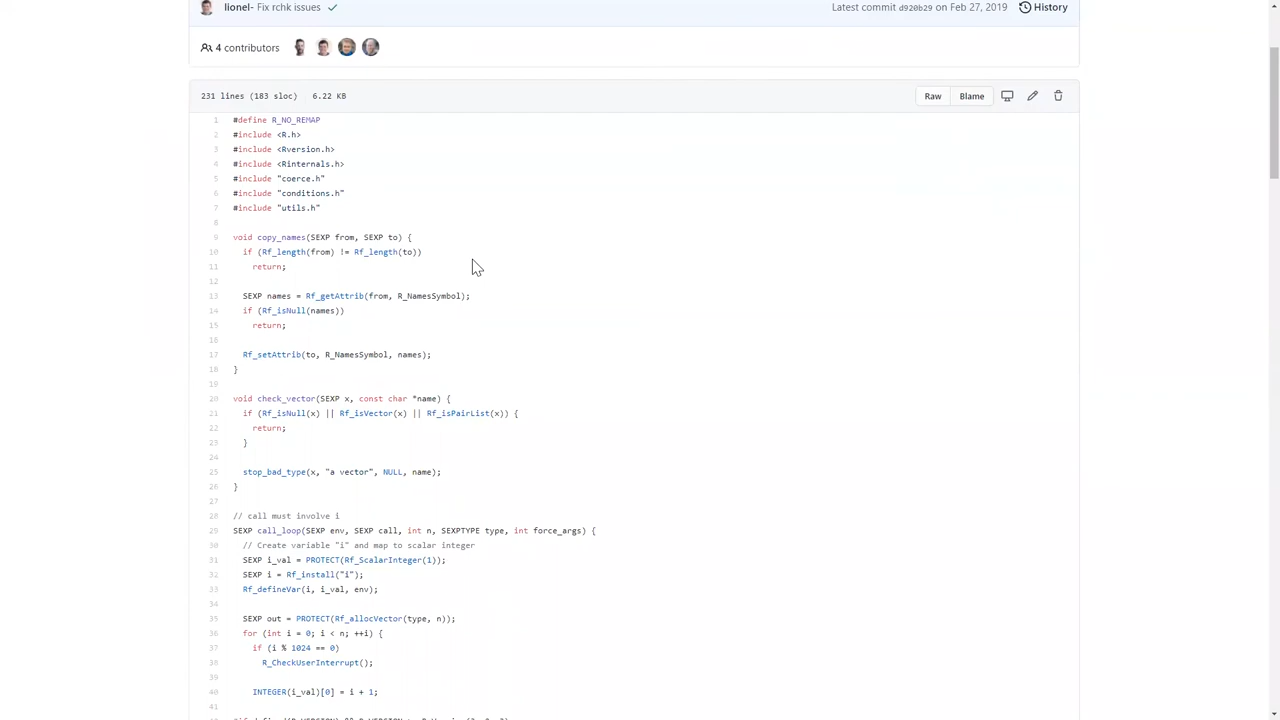 lionel- Fix rchk issues
Latest commit d920b29 on Feb 27, 2019
History
4 contributors
231 lines (183 sloc) 6.22 KB
Raw
Blame
1 #define R_NO_REMAP
2 #include <R.h>
3 #include <Rversion.h>
4 #include <Rinternals.h>
5 #include "coerce.h"
6 #include "conditions.h"
7 #include "utils.h"
8
9 void copy_names(SEXP from, SEXP to) {
10 if (Rf_length(from) != Rf_length(to))
11 return;
12
13 SEXP names = Rf_getAttrib(from, R_NamesSymbol);
14 if (Rf_isNull(names))
15 return;
16
17 Rf_setAttrib(to, R_NamesSymbol, names);
18 }
19
20 void check_vector(SEXP x, const char *name) {
21 if (Rf_isNull(x) || Rf_isVector(x) || Rf_isPairList(x)) {
22 return;
23 }
24
25 stop_bad_type(x, "a vector", NULL, name);
26 }
27
28 // call must involve i
29 SEXP call_loop(SEXP env, SEXP call, int n, SEXPTYPE type, int force_args) {
30 // Create variable "i" and map to scalar integer
31 SEXP i_val = PROTECT(Rf_ScalarInteger(1));
32 SEXP i = Rf_install("i");
33 Rf_defineVar(i, i_val, env);
34
35 SEXP out = PROTECT(Rf_allocVector(type, n));
36 for (int i = 0; i < n; ++i) {
37 if (i % 1024 == 0)
38 R_CheckUserInterrupt();
39
40 INTEGER(i_val)[0] = i + 1;
41